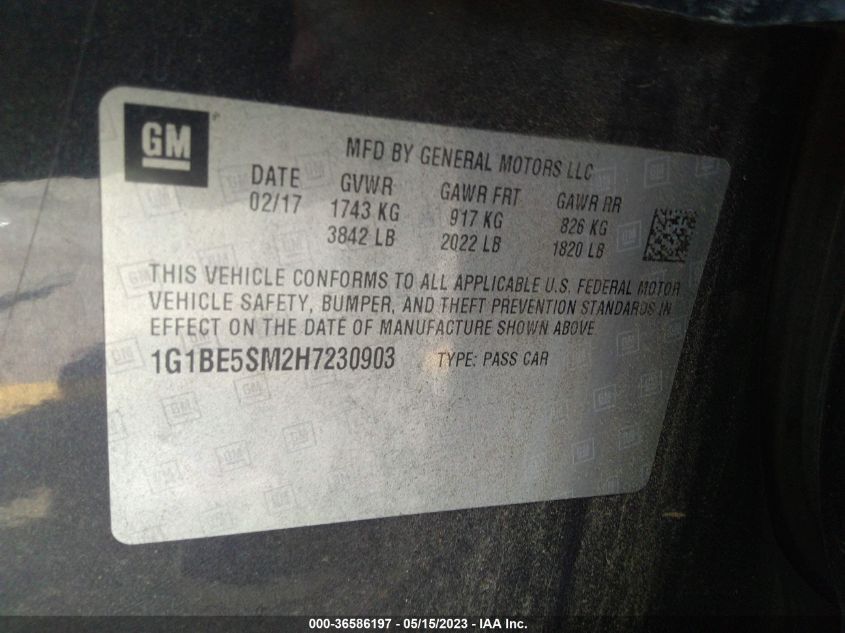 GM
MFD BY GENERAL MOTORS LLC
DATE GVWR GAWR FRT GAWR RR
02/17 1743 KG 917 KG 826 KG
3842 LB 2022 LB 1820 LB
THIS VEHICLE CONFORMS TO ALL APPLICABLE U.S. FEDERAL MOTOR
VEHICLE SAFETY, BUMPER, AND THEFT PREVENTION STANDARDS IN
EFFECT ON THE DATE OF MANUFACTURE SHOWN ABOVE
1G1BE5SM2H7230903 TYPE: PASS CAR
000-36586197 - 05/15/2023 - IAA Inc.